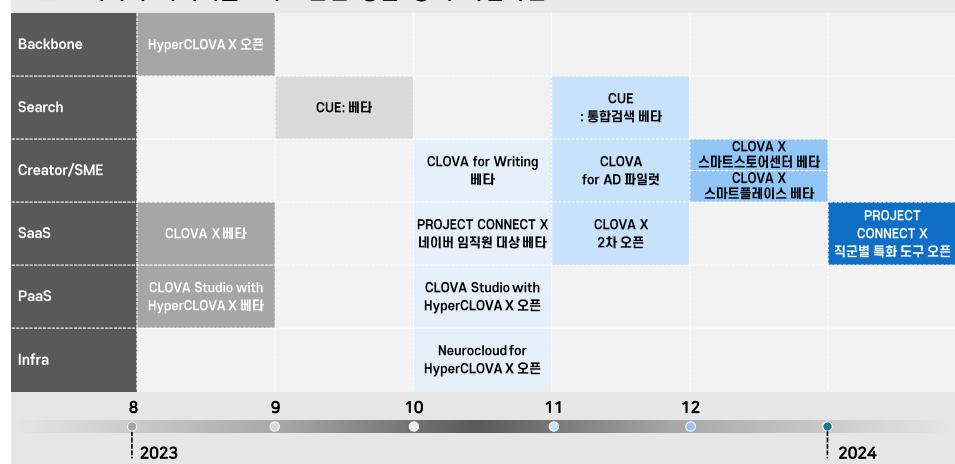 Backbone
HyperCLOVA X 오픈
Search
CUE: 베타
CUE
: 통합검색 베타
Creator/SME
CLOVA for Writing
베타
CLOVA
for AD 파일럿
CLOVA X
스마트스토어센터 베타
CLOVA X
스마트플레이스 베타
SaaS
CLOVA X 베타
PROJECT CONNECT X
네이버 임직원 대상 베타
CLOVA X
2차 오픈
PROJECT
CONNECT X
직군별 특화 도구 오픈
PaaS
CLOVA Studio with
HyperCLOVA X 베타
CLOVA Studio with
HyperCLOVA X 오픈
Infra
Neurocloud for
HyperCLOVA X 오픈
8 9 10 11 12
2023 2024